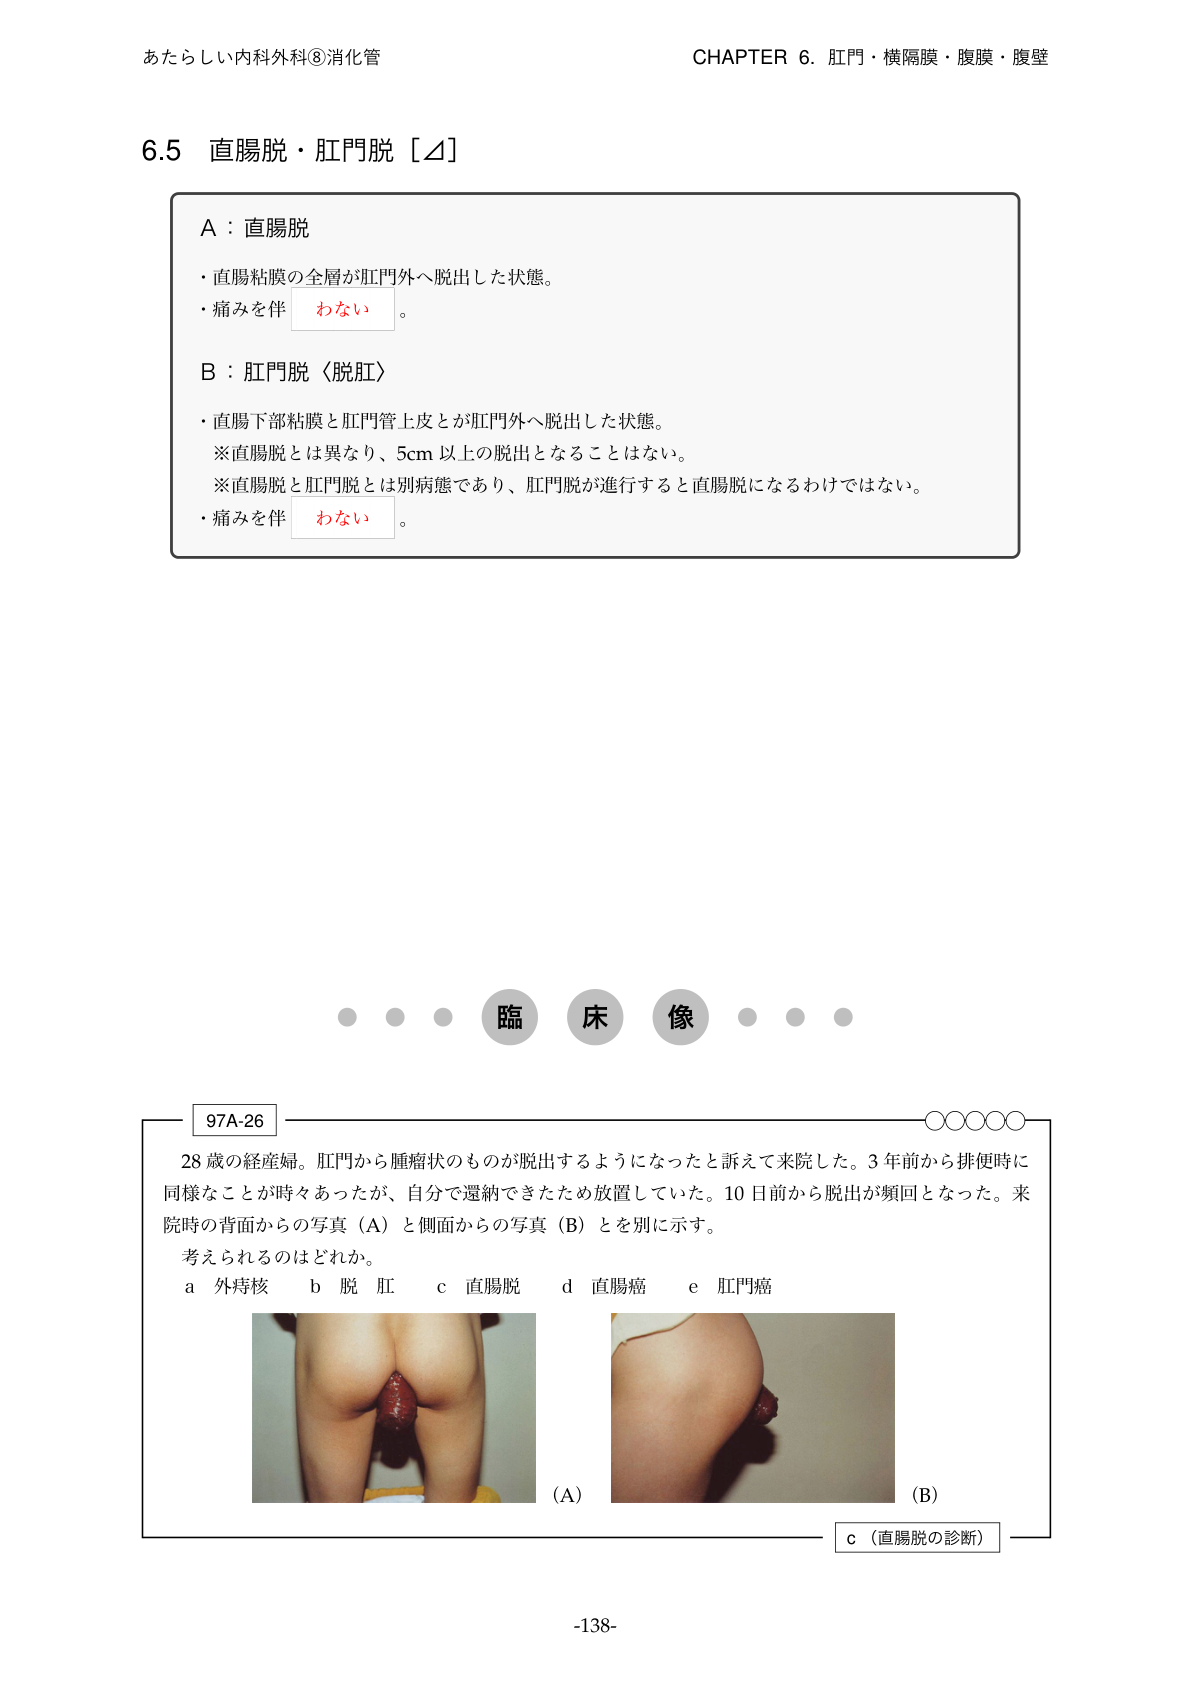 あたらしい内科外科⑧消化管
CHAPTER 6. 肛門・横隔膜・腹膜・腹壁
6.5 直腸脱・肛門脱［⊿］
A：直腸脱
・直腸粘膜の全層が肛門外へ脱出した状態。
・痛みを伴 わない 。
B：肛門脱〈脱肛〉
・直腸下部粘膜と肛門管上皮とが肛門外へ脱出した状態。
※直腸脱とは異なり、5cm 以上の脱出となることはない。
※直腸脱と肛門脱とは別病態であり、肛門脱が進行すると直腸脱になるわけではない。
・痛みを伴 わない 。
臨床像
97A-26
28 歳の経産婦。肛門から腫瘤状のものが脱出するようになったと訴えて来院した。3 年前から排便時に
同様なことが時々あったが、自分で還納できたため放置していた。10 日前から脱出が頻回となった。来
院時の背面からの写真（A）と側面からの写真（B）とを別に示す。
考えられるのはどれか。
a 外痔核 b 脱 肛 c 直腸脱 d 直腸癌 e 肛門癌
（A） （B）
c （直腸脱の診断）
-138-